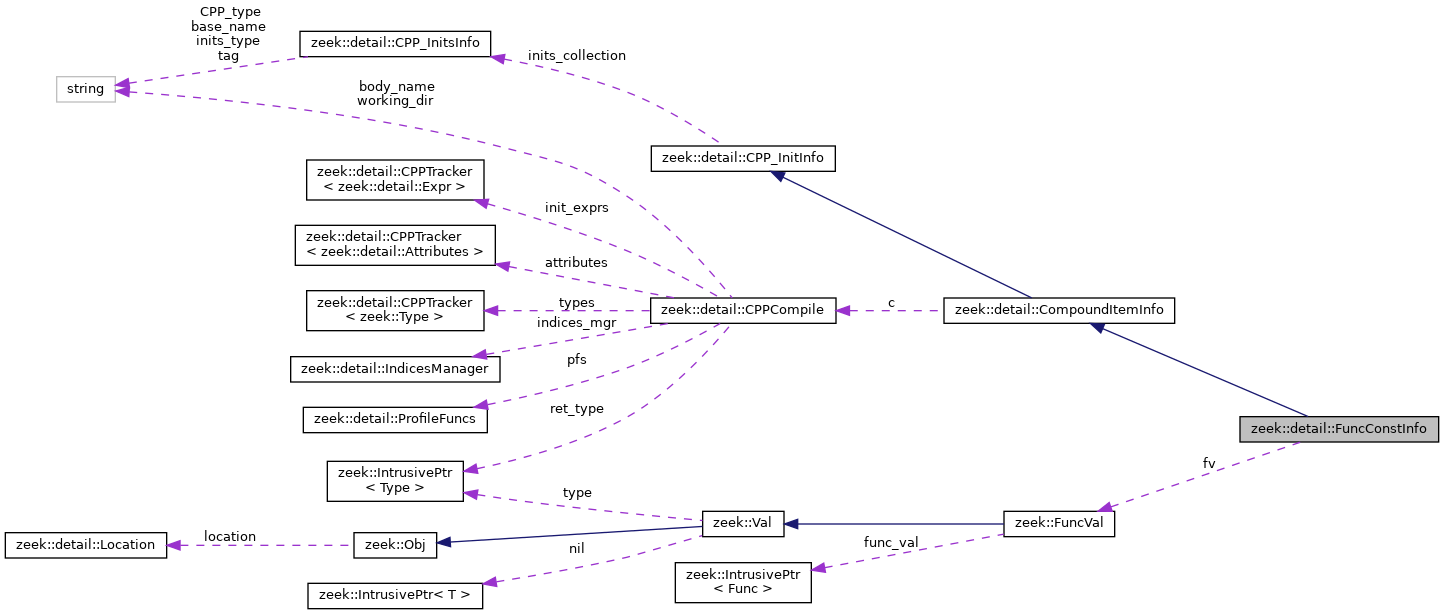 CPP_type
base_name
inits_type
tag
zeek::detail::CPP_InitsInfo
inits_collection
string
body_name
working_dir
zeek::detail::CPP_InitInfo
zeek::detail::CPPTracker
< zeek::detail::Expr >
init_exprs
zeek::detail::CPPTracker
< zeek::detail::Attributes >
attributes
zeek::detail::CPPTracker
< zeek::Type >
types
zeek::detail::CPPCompile
c
zeek::detail::CompoundItemInfo
indices_mgr
zeek::detail::IndicesManager
pfs
zeek::detail::ProfileFuncs
ret_type
zeek::detail::FuncConstInfo
fv
zeek::IntrusivePtr
< Type >
type
zeek::Val
zeek::FuncVal
zeek::detail::Location
location
zeek::Obj
nil
func_val
zeek::IntrusivePtr
< Func >
zeek::IntrusivePtr< T >